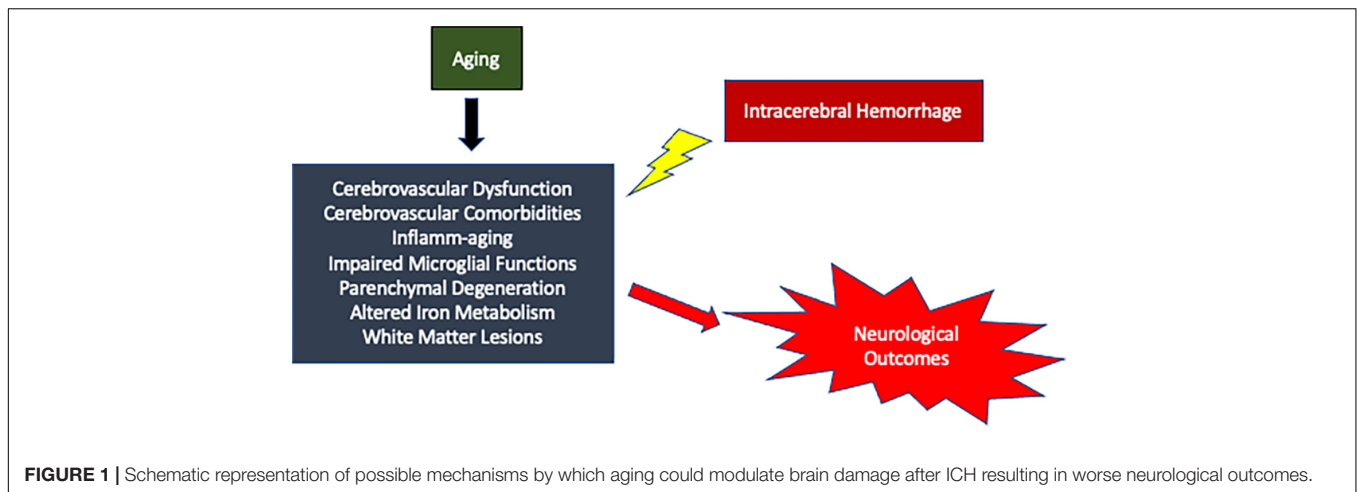 Aging
Intracerebral Hemorrhage
Cerebrovascular Dysfunction
Cerebrovascular Comorbidities
Inflamm-aging
Impaired Microglial Functions
Parenchymal Degeneration
Altered Iron Metabolism
White Matter Lesions
Neurological
Outcomes
FIGURE 1 | Schematic representation of possible mechanisms by which aging could modulate brain damage after ICH resulting in worse neurological outcomes.